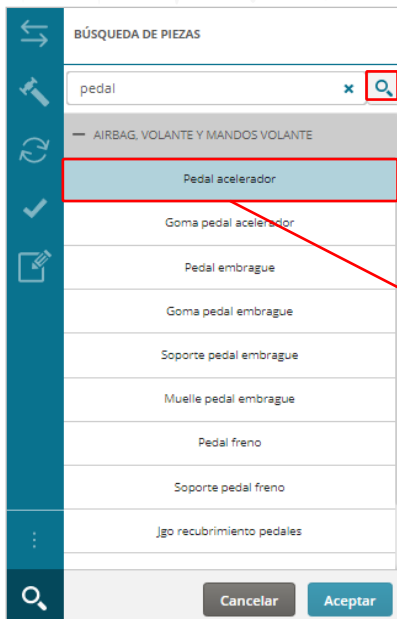 BÚSQUEDA DE PIEZAS
pedal
AIRBAG, VOLANTE Y MANDOS VOLANTE
Pedal acelerador
Goma pedal acelerador
Pedal embrague
Goma pedal embrague
Soporte pedal embrague
Muelle pedal embrague
Pedal freno
Soporte pedal freno
Jgo recubrimiento pedales
Cancelar
Aceptar